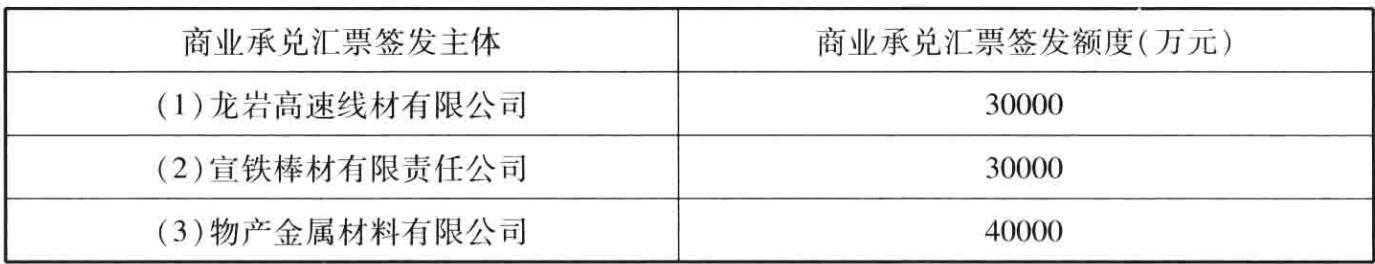 商业承兑汇票签发主体 商业承兑汇票签发额度(万元)
(1)龙岩高速线材有限公司 30000
(2)宣铁棒材有限责任公司 30000
(3)物产金属材料有限公司 40000